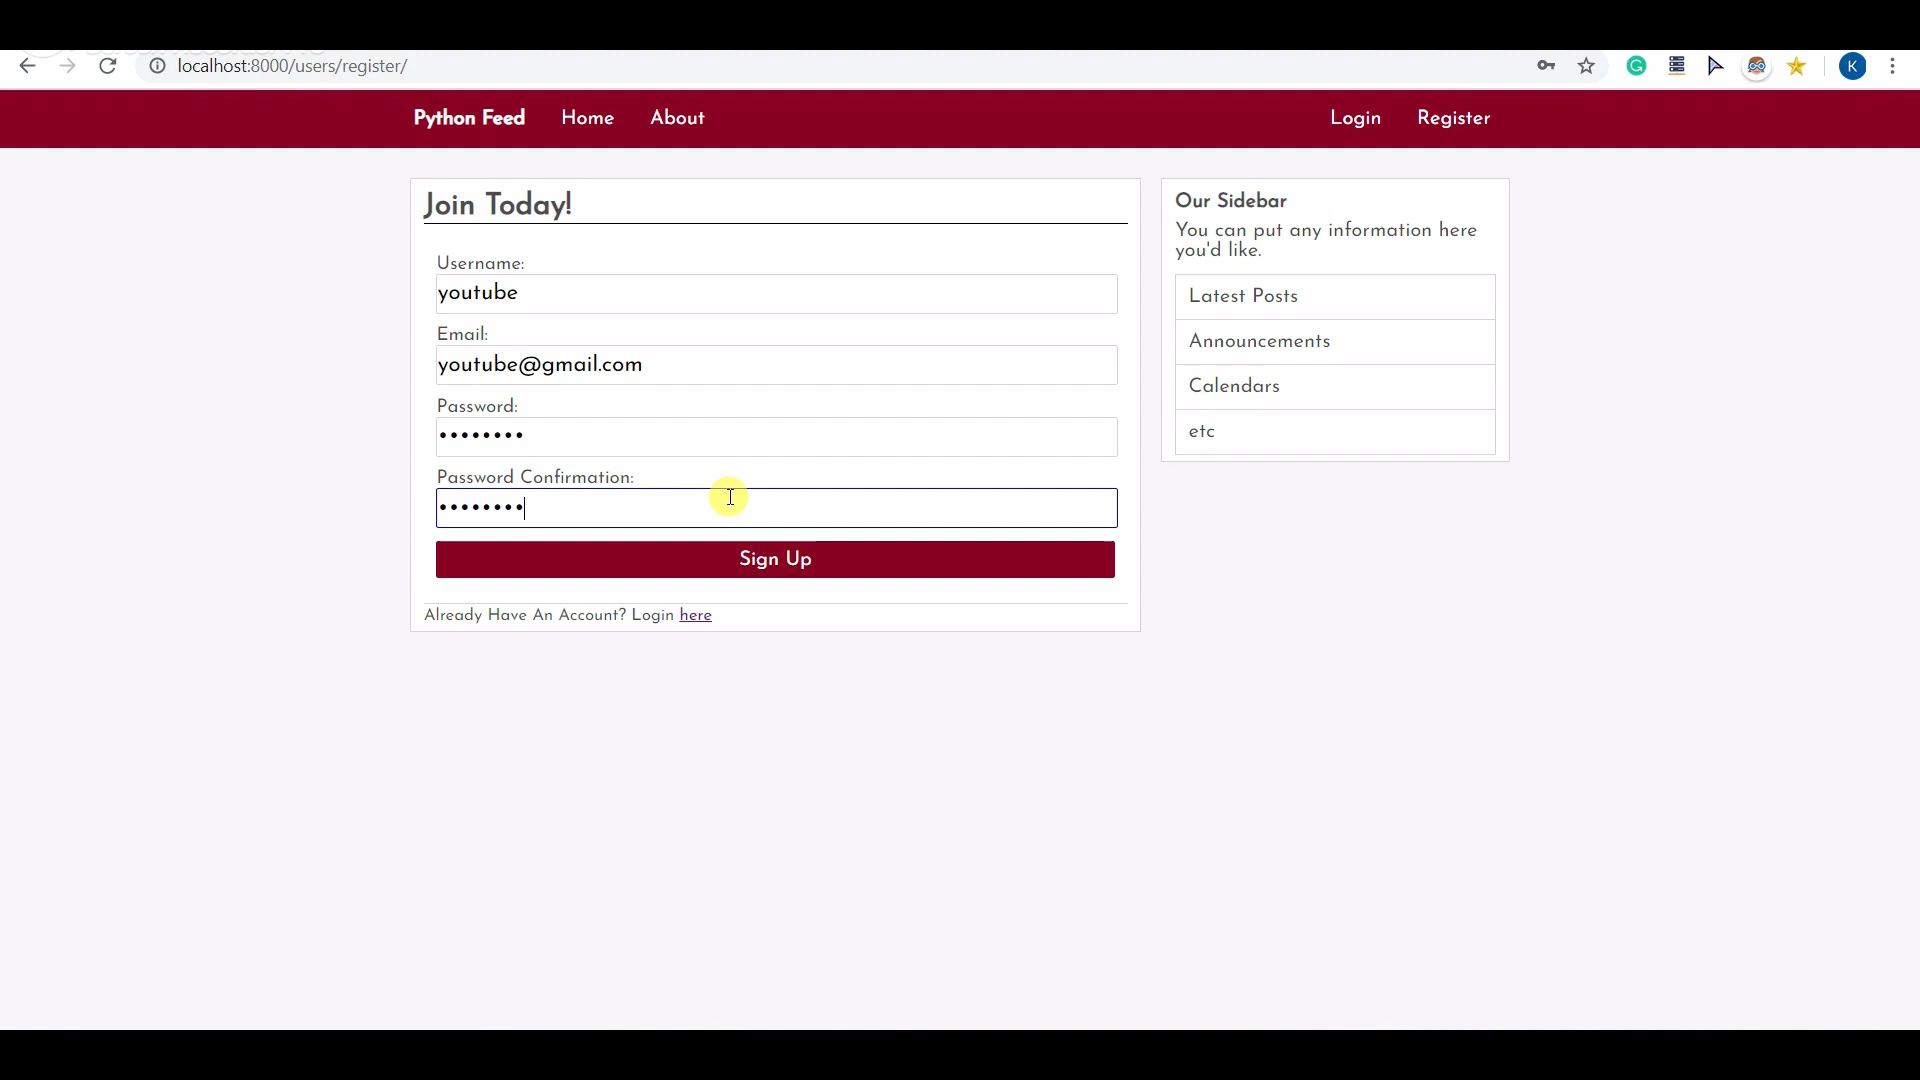 localhost:8000/users/register/
K
Python Feed Home About Login Register
Join Today!
Username:
youtube
Email:
youtube@gmail.com
Password:
••••••••
Password Confirmation:
••••••••
Sign Up
Already Have An Account? Login here
Our Sidebar
You can put any information here
you'd like.
Latest Posts
Announcements
Calendars
etc